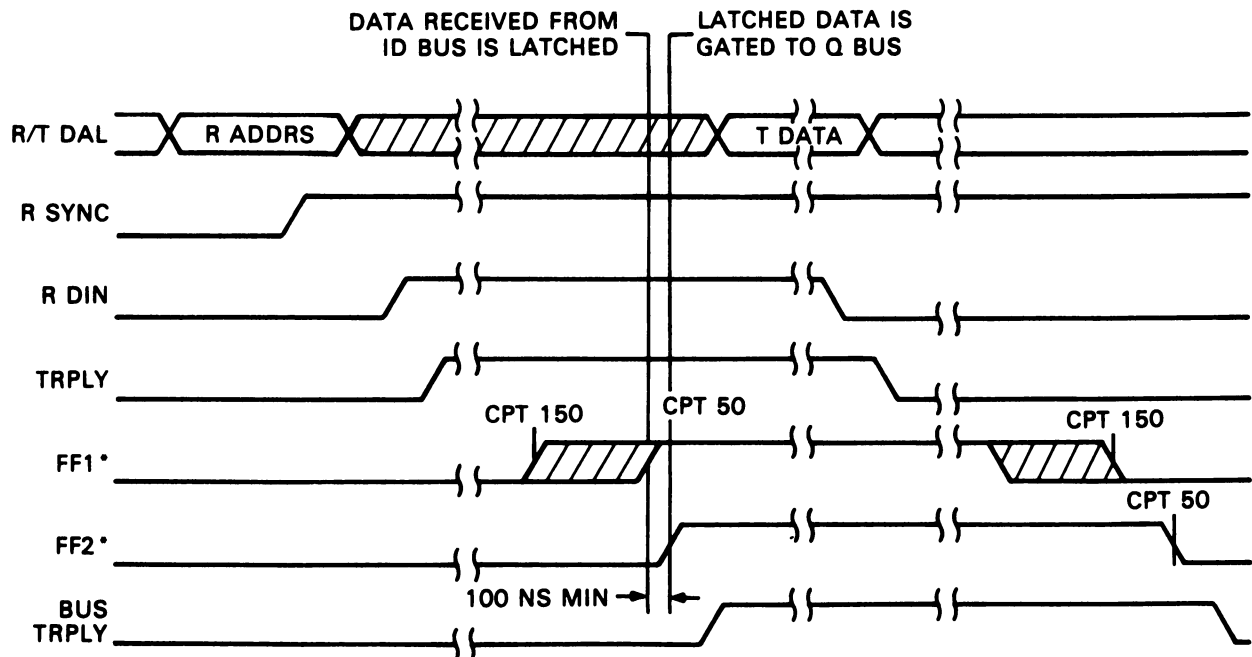 DATA RECEIVED FROM
ID BUS IS LATCHED
LATCHED DATA IS
GATED TO Q BUS
R/T DAL
R ADDRS
T DATA
R SYNC
R DIN
TRPLY
CPT 150
CPT 50
CPT 150
FF1*
CPT 50
FF2*
100 NS MIN
BUS
TRPLY